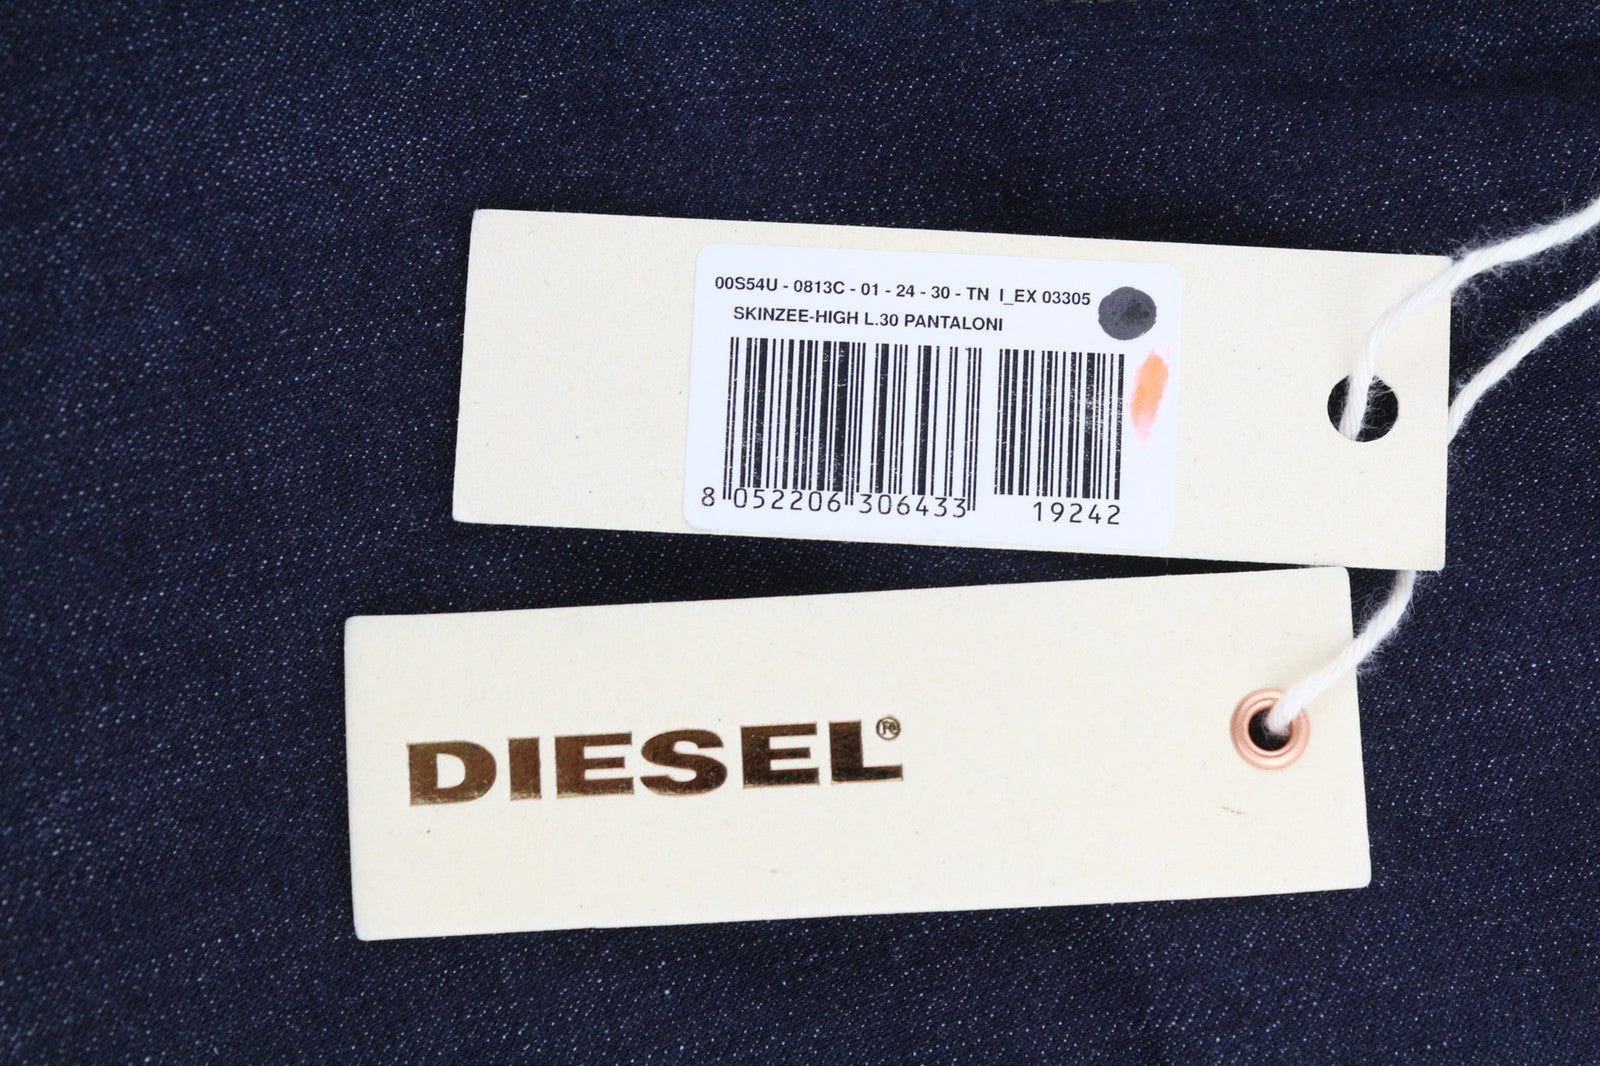 00S54U - 0813C - 01 - 24 - 30 - TN I_EX 03305
SKINZEE-HIGH L.30 PANTALONI
8 052206 306433 19242
DIESEL®